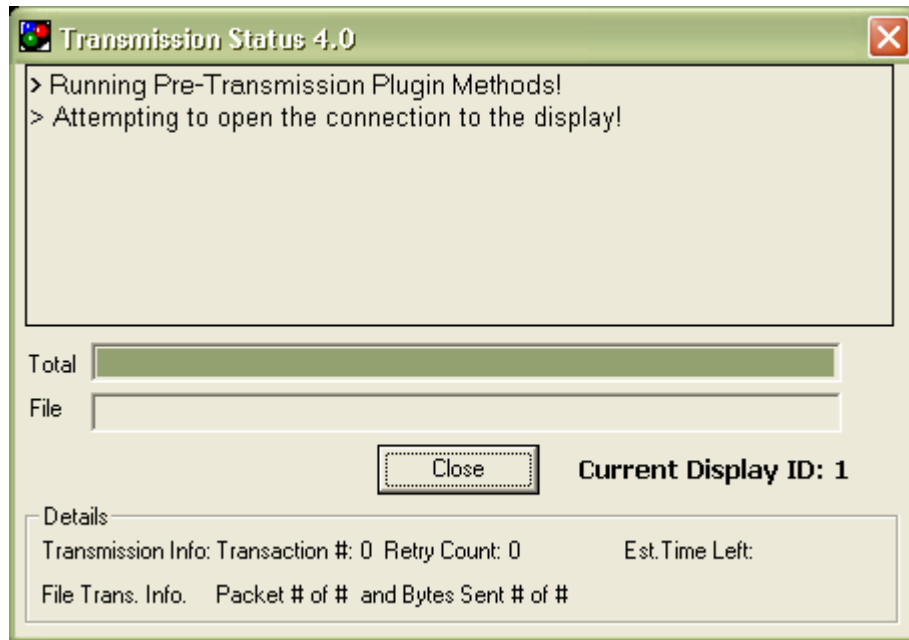 Transmission Status 4.0
> Running Pre-Transmission Plugin Methods!
> Attempting to open the connection to the display!
Total
File
Close Current Display ID: 1
Details
Transmission Info: Transaction #: 0 Retry Count: 0 Est.Time Left:
File Trans. Info. Packet # of # and Bytes Sent # of #